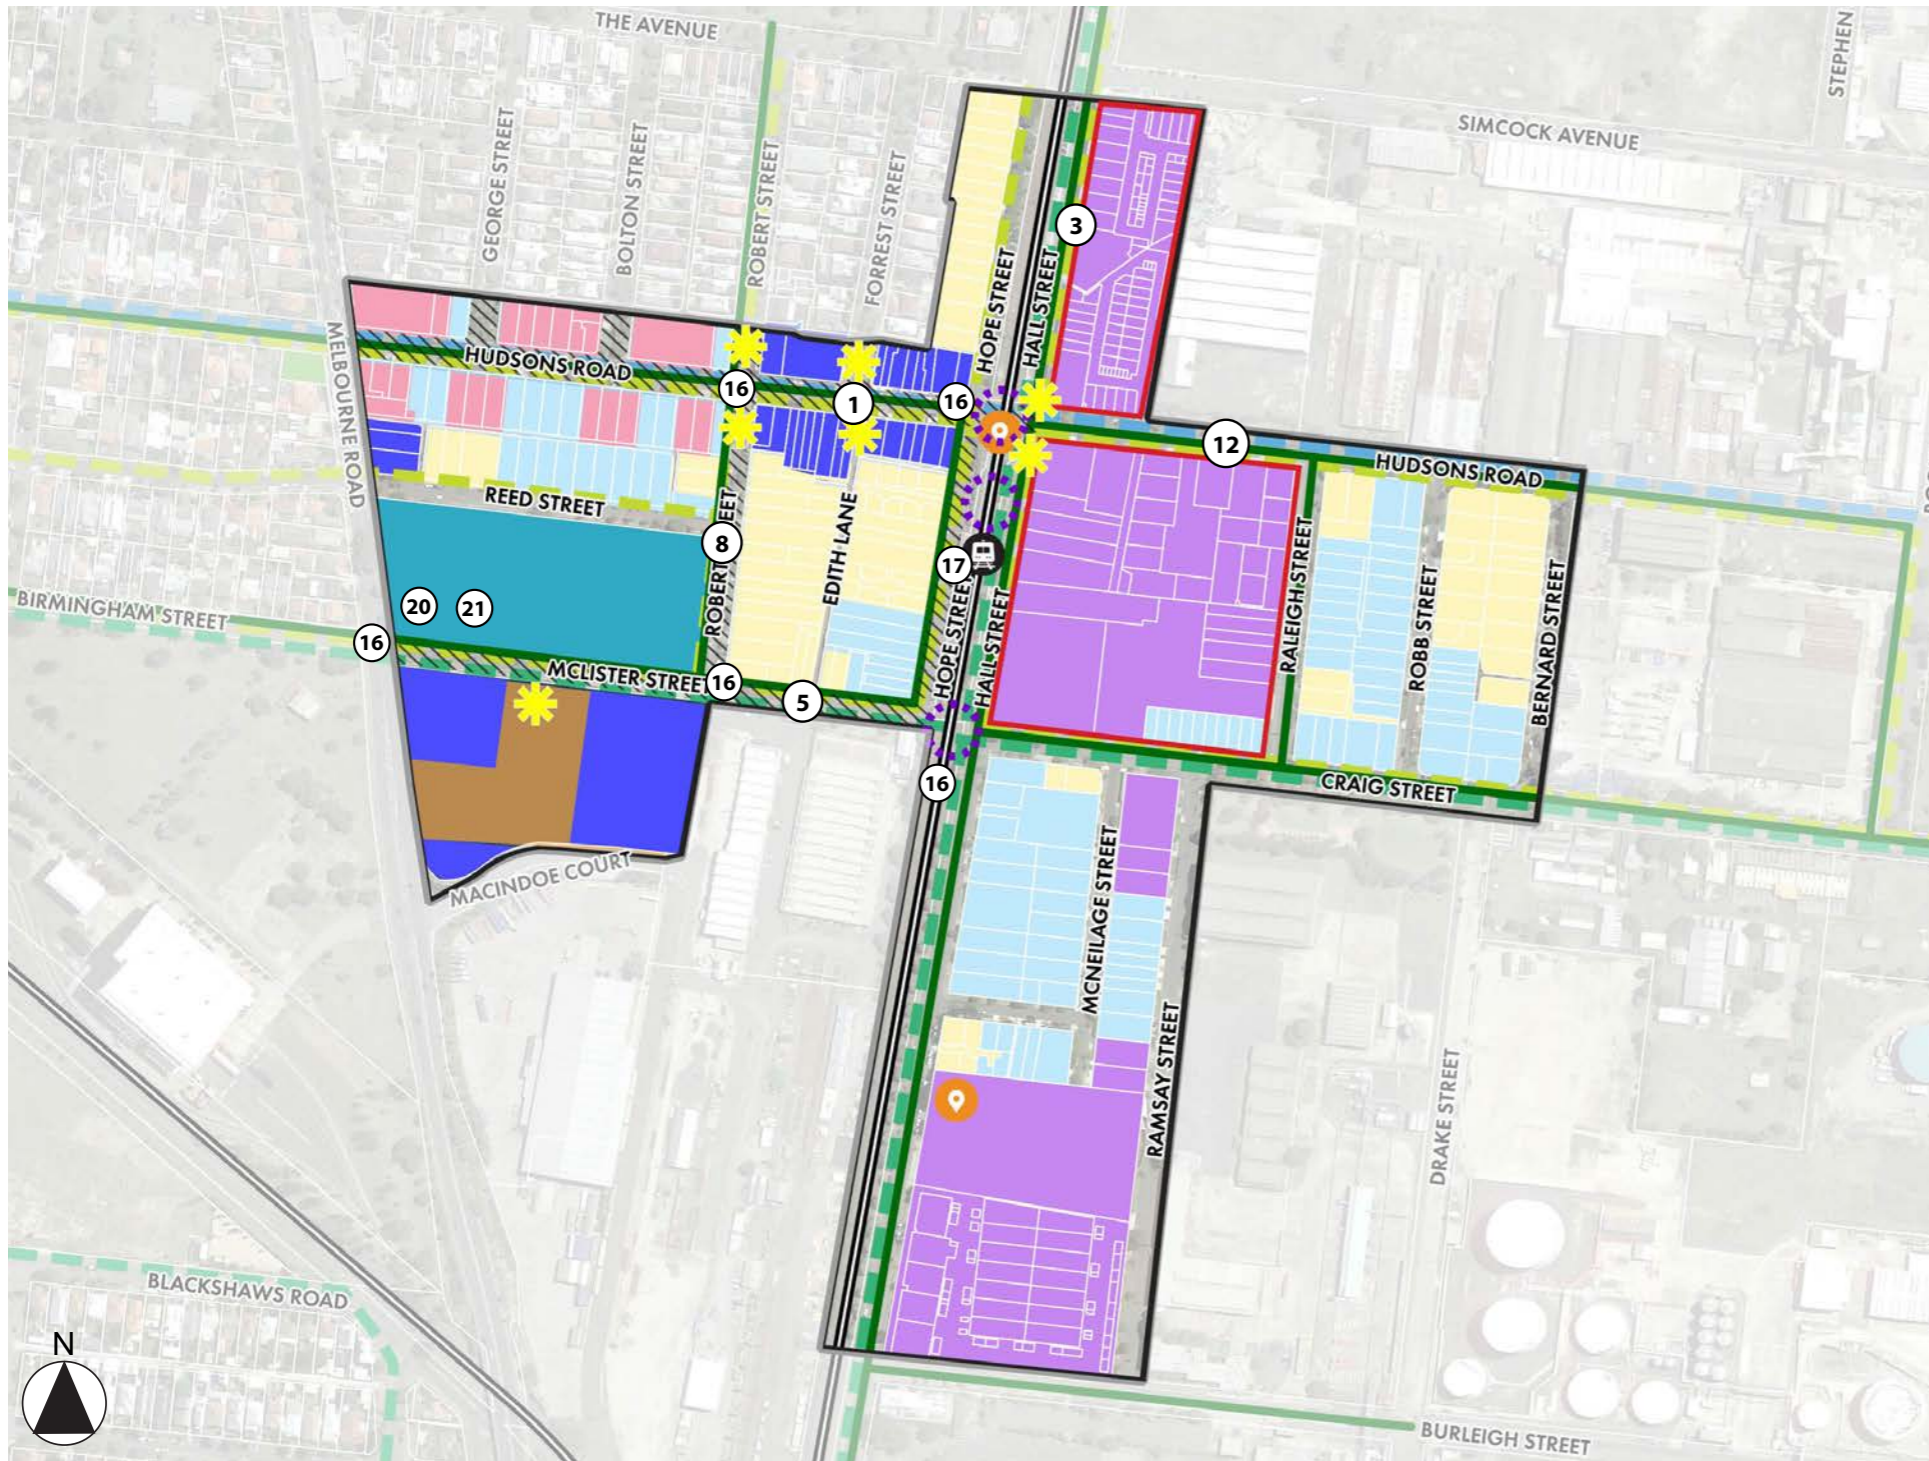 THE AVENUE
STEPHEN
SIMCOCK AVENUE
GEORGE STREET
BOLTON STREET
ROBERT STREET
FORREST STREET
3
HOPE STREET
HALL STREET
MELBOURNE ROAD
HUDSONS ROAD
16
1
16
12
HUDSONS ROAD
REED STREET
8
ROBERT STREET
EDITH LANE
17
HOPE STREET
HALL STREET
RALEIGH STREET
ROBB STREET
BERNARD STREET
BIRMINGHAM STREET
20
21
16
MCLISTER STREET
16
5
16
CRAIG STREET
MACINDOE COURT
MCNEILAGE STREET
RAMSAY STREET
DRAKE STREET
BLACKSHAWS ROAD
N
BURLEIGH STREET